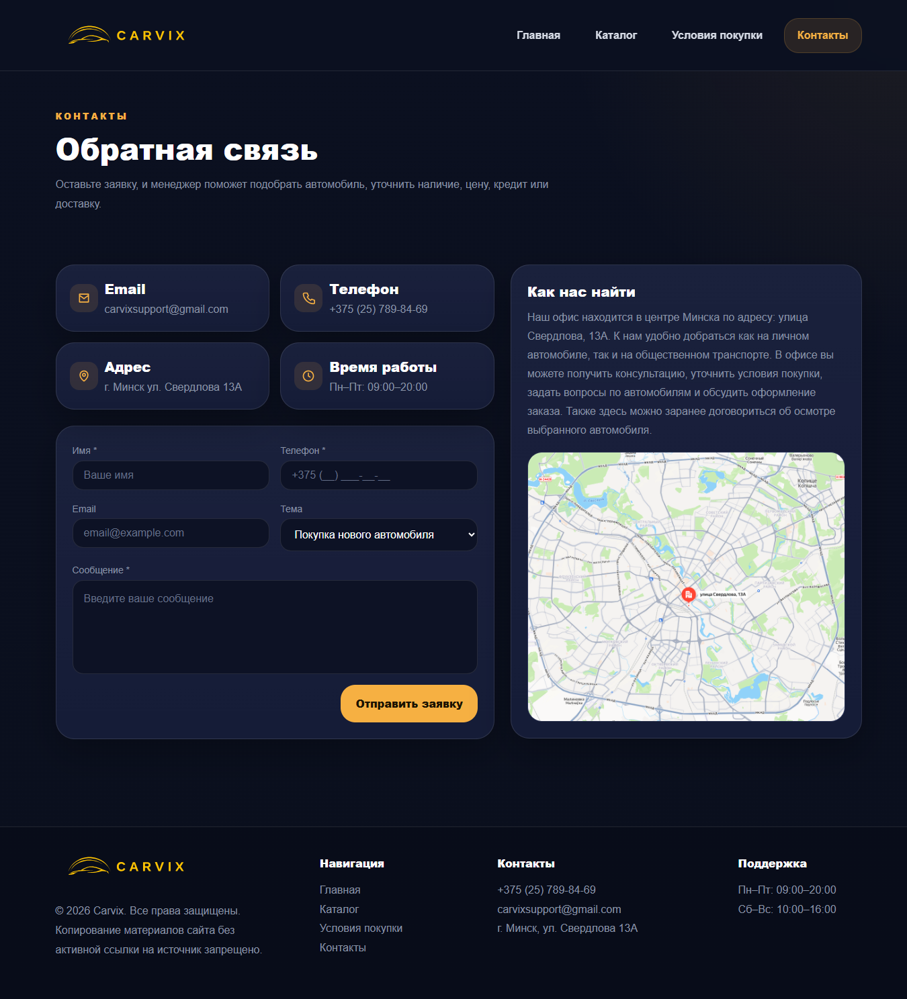 CARVIX
Главная
Каталог
Условия покупки
Контакты
КОНТАКТЫ
Обратная связь
Оставьте заявку, и менеджер поможет подобрать автомобиль, уточнить наличие, цену, кредит или
доставку.
Email
carvixsupport@gmail.com
Телефон
+375 (25) 789-84-69
Адрес
г. Минск ул. Свердлова 13А
Время работы
Пн–Пт: 09:00–20:00
Имя *
Ваше имя
Телефон *
+375 (__) ___-__-__
Email
email@example.com
Тема
Покупка нового автомобиля
Сообщение *
Введите ваше сообщение
Отправить заявку
Как нас найти
Наш офис находится в центре Минска по адресу: улица
Свердлова, 13А. К нам удобно добраться как на личном
автомобиле, так и на общественном транспорте. В офисе вы
можете получить консультацию, уточнить условия покупки,
задать вопросы по автомобилям и обсудить оформление
заказа. Также здесь можно заранее договориться об осмотре
выбранного автомобиля.
Копище
Копішча
улица Свердлова, 13А
МКАД
CARVIX
© 2026 Carvix. Все права защищены.
Копирование материалов сайта без
активной ссылки на источник запрещено.
Навигация
Главная
Каталог
Условия покупки
Контакты
Контакты
+375 (25) 789-84-69
carvixsupport@gmail.com
г. Минск, ул. Свердлова 13А
Поддержка
Пн–Пт: 09:00–20:00
Сб–Вс: 10:00–16:00